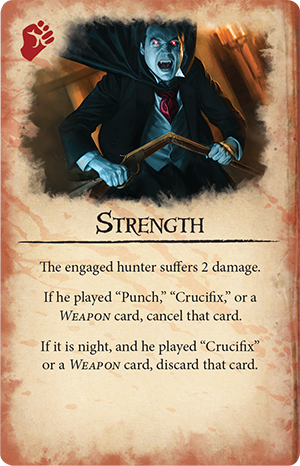 STRENGTH
The engaged hunter suffers 2 damage.
If he played “Punch,” “Crucifix,” or a
WEAPON card, cancel that card.
If it is night, and he played “Crucifix”
or a WEAPON card, discard that card.